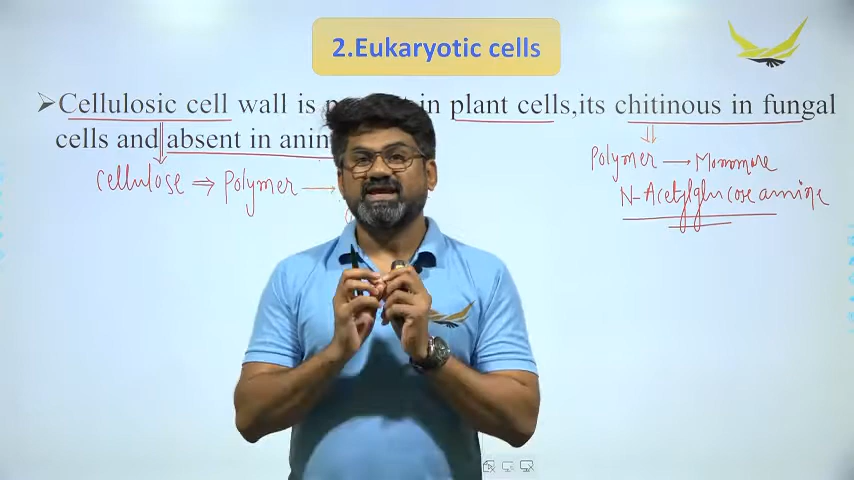 2.Eukaryotic cells
➤Cellulosic cell wall is in plant cells,its chitinous in fungal
cells and absent in
cellulose ⇒ Polymer →
Polymer → Monomore
N-Acetylglucose amine